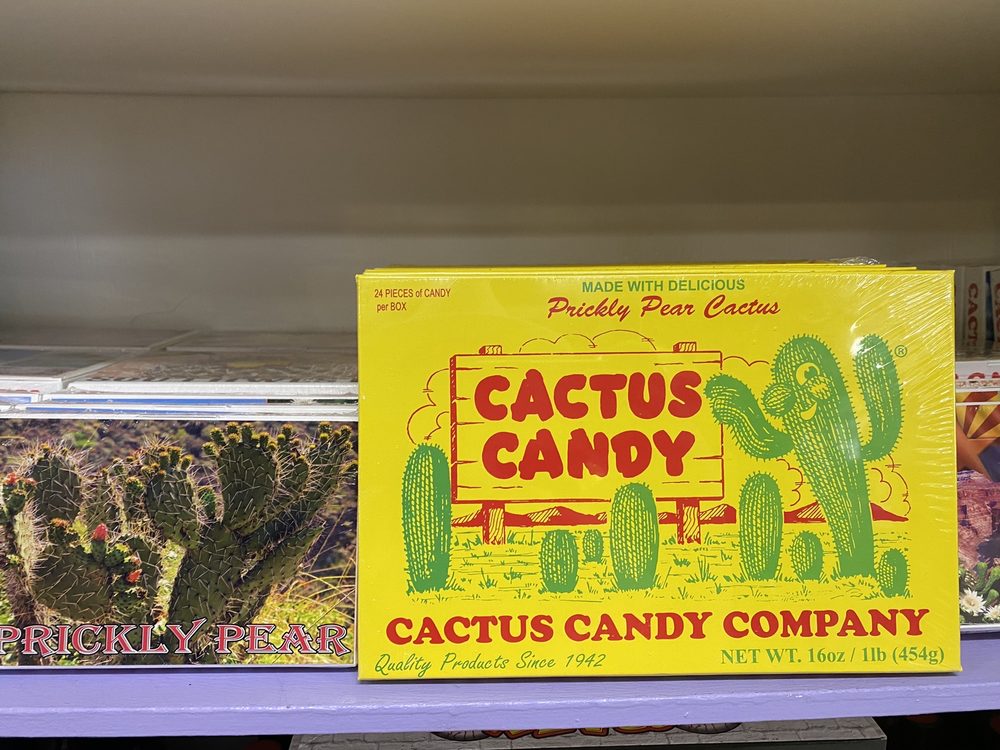 24 PIECES of CANDY
per BOX
MADE WITH DELICIOUS
Prickly Pear Cactus
CACTUS
CANDY
®
CACTUS CANDY COMPANY
Quality Products Since 1942
NET WT. 16oz / 1lb (454g)
PRICKLY PEAR